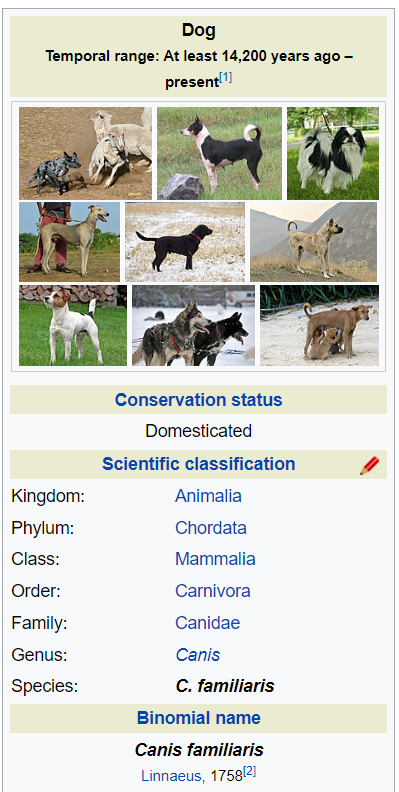 Dog
Temporal range: At least 14,200 years ago –
present[1]
Conservation status
Domesticated
Scientific classification
Kingdom: Animalia
Phylum: Chordata
Class: Mammalia
Order: Carnivora
Family: Canidae
Genus: Canis
Species: C. familiaris
Binomial name
Canis familiaris
Linnaeus, 1758[2]